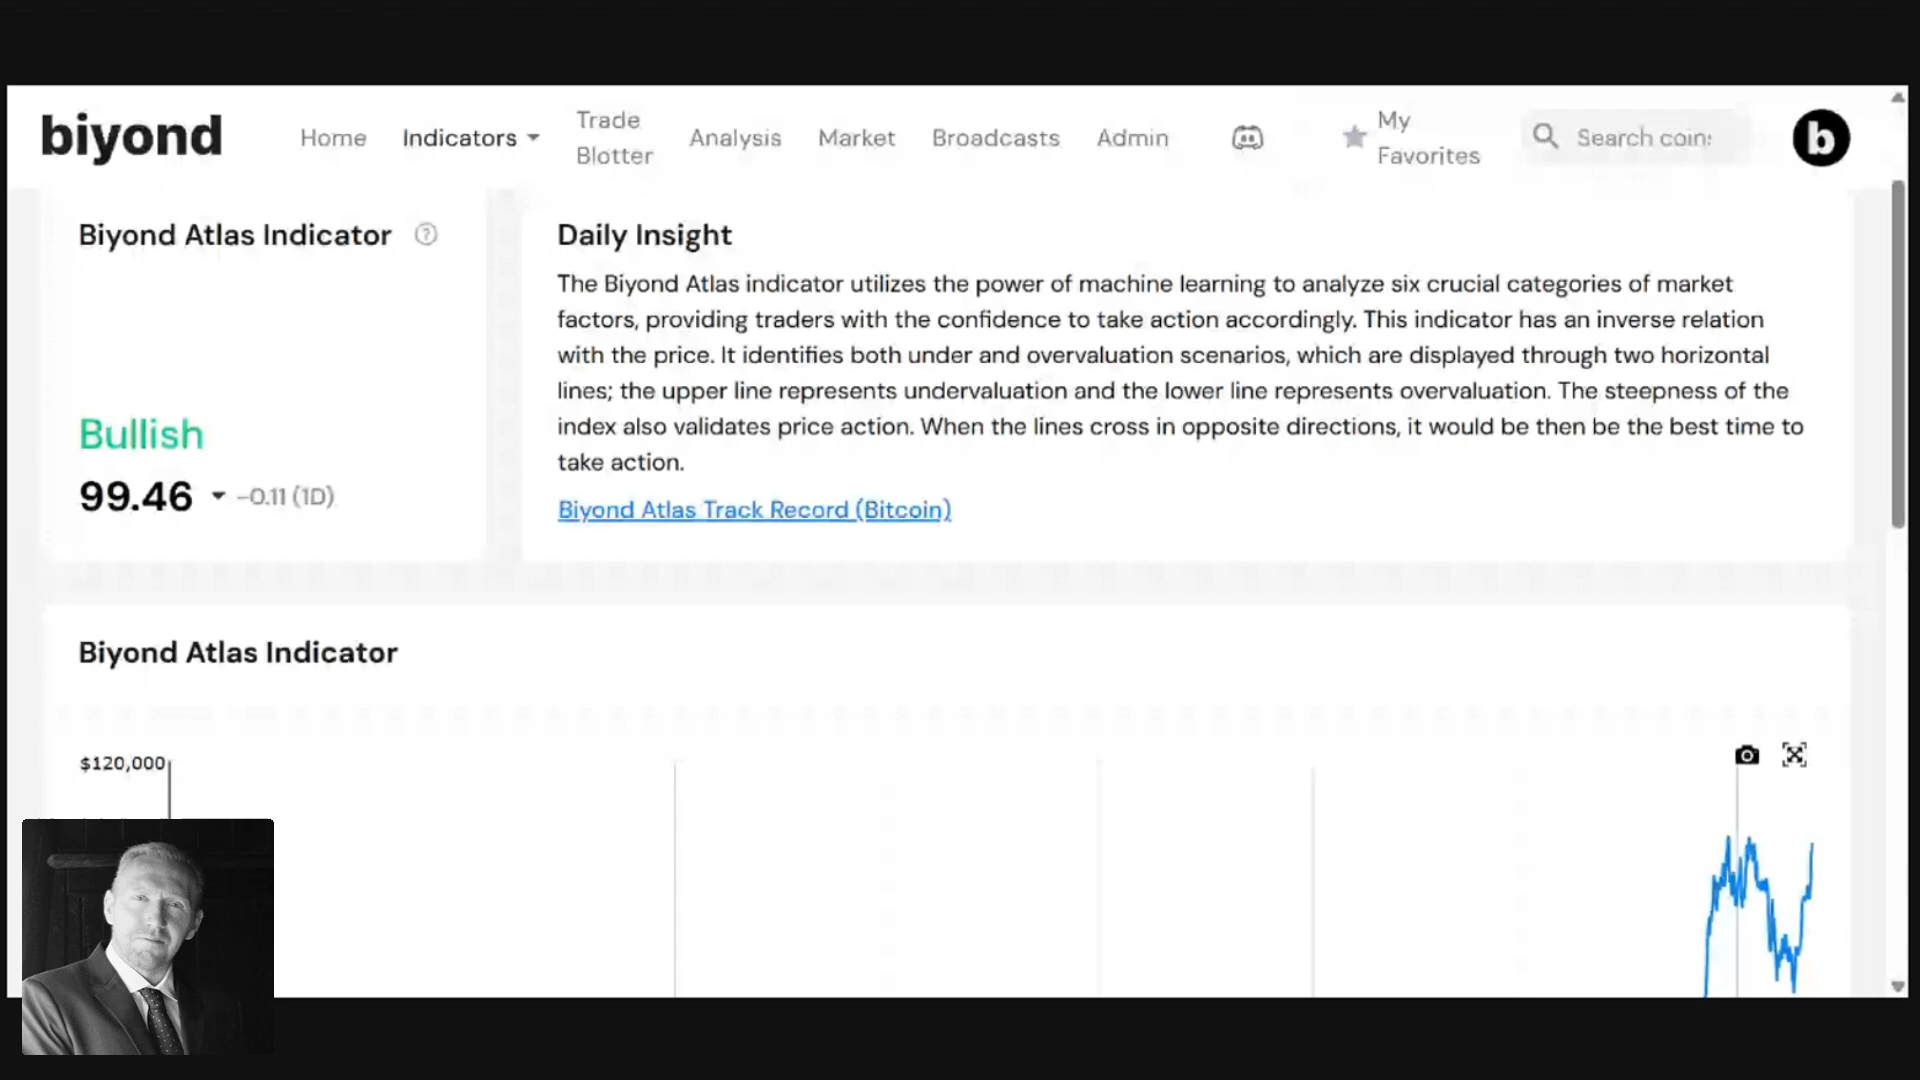 biyond
Home
Indicators
Trade
Blotter
Analysis
Market
Broadcasts
Admin
My
Favorites
Search coin
b
Biyond Atlas Indicator
?
Bullish
99.46
-0.11 (1D)
Daily Insight
The Biyond Atlas indicator utilizes the power of machine learning to analyze six crucial categories of market
factors, providing traders with the confidence to take action accordingly. This indicator has an inverse relation
with the price. It identifies both under and overvaluation scenarios, which are displayed through two horizontal
lines; the upper line represents undervaluation and the lower line represents overvaluation. The steepness of the
index also validates price action. When the lines cross in opposite directions, it would be then be the best time to
take action.
Biyond Atlas Track Record (Bitcoin)
Biyond Atlas Indicator
$120,000